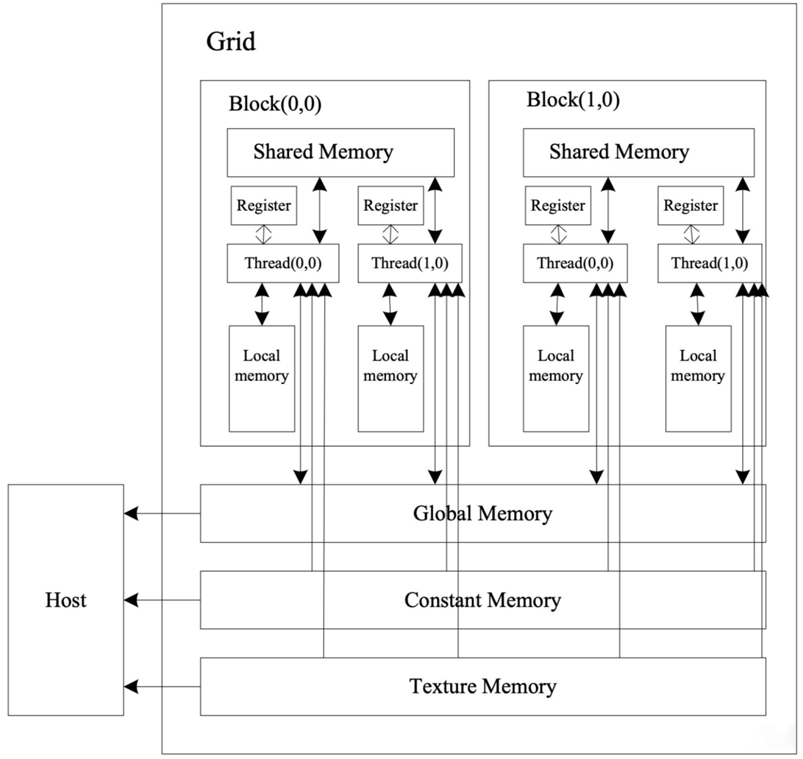 Grid
Block(0,0)
Shared Memory
Register
Register
Thread(0,0)
Thread(1,0)
Local
memory
Local
memory
Block(1,0)
Shared Memory
Register
Register
Thread(0,0)
Thread(1,0)
Local
memory
Local
memory
Host
Global Memory
Constant Memory
Texture Memory